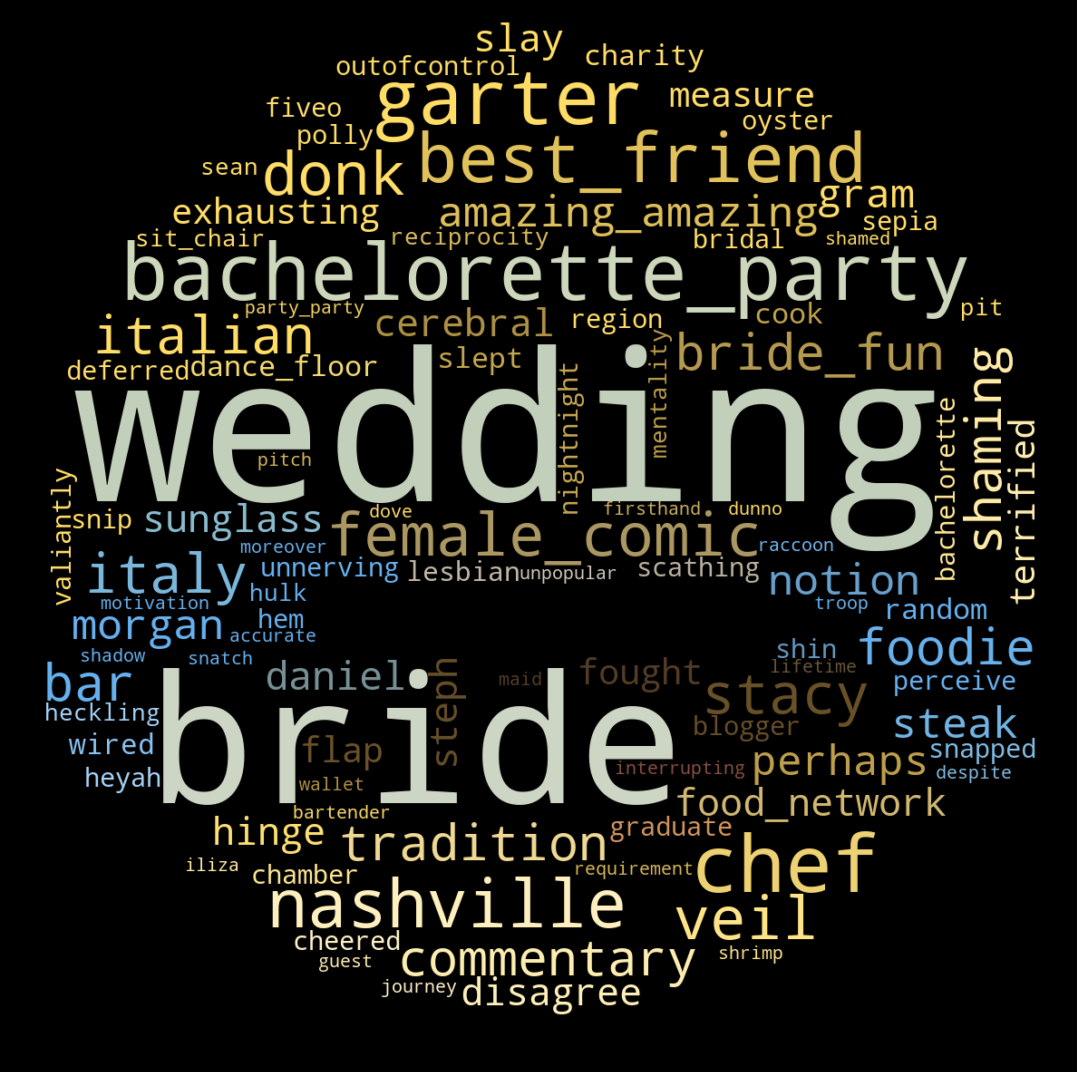 slay
charity
outofcontrol
garter
measure
fiveo
oyster
polly
best_friend
sean
donk
gram
exhausting
amazing_amazing
sepia
sit_chair
reciprocity
bridal
shamed
bachelorette_party
party_party
pit
italian
cerebral
region
cook
slept
bride_fun
deferred
dance_floor
mentality
nightnight
wedding
shaming
bachelorette
terrified
pitch
valiantly
snip
sunglass
dove
firsthand
dunno
female_comic
moreover
raccoon
italy
unnerving
lesbian
unpopular
scathing
notion
motivation
hulk
troop
random
morgan
hem
accurate
shadow
snatch
shin
foodie
lifetime
bar
daniel
steph
maid
fought
perceive
stacy
heckling
bride
blogger
steak
wired
flap
perhaps
snapped
heyah
wallet
interrupting
despite
bartender
food_network
hinge
tradition
graduate
iliza
chamber
requirement
chef
nashville
veil
cheered
guest
commentary
shrimp
journey
disagree